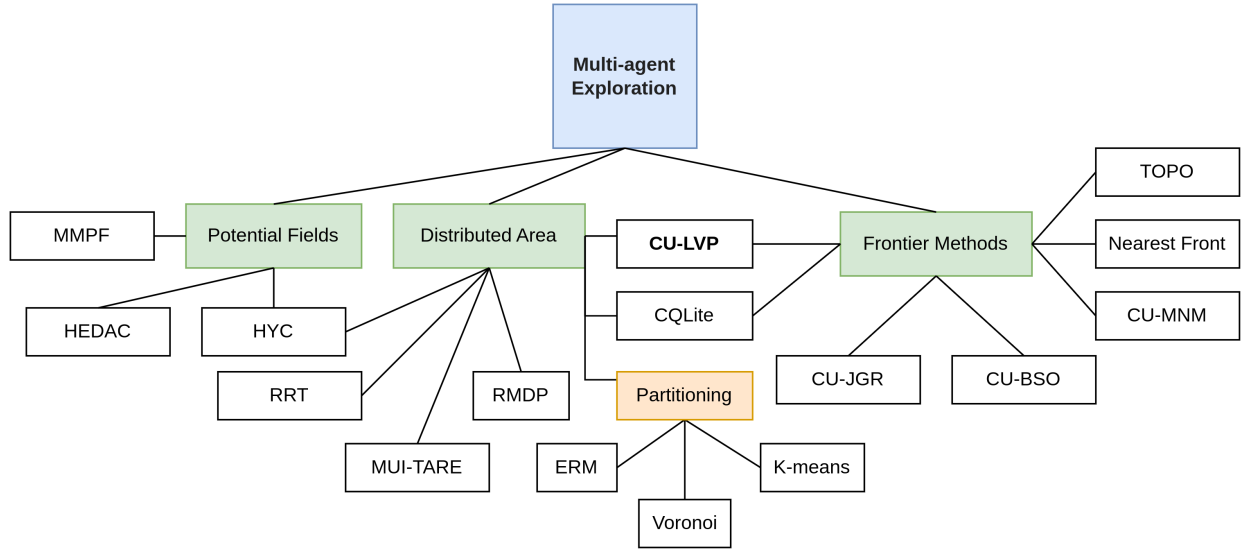 Multi-agent
Exploration
TOPO
MMPF
Potential Fields
Distributed Area
CU-LVP
Frontier Methods
Nearest Front
HEDAC
HYC
CQLite
CU-MNM
RRT
RMDP
Partitioning
CU-JGR
CU-BSO
MUI-TARE
ERM
K-means
Voronoi